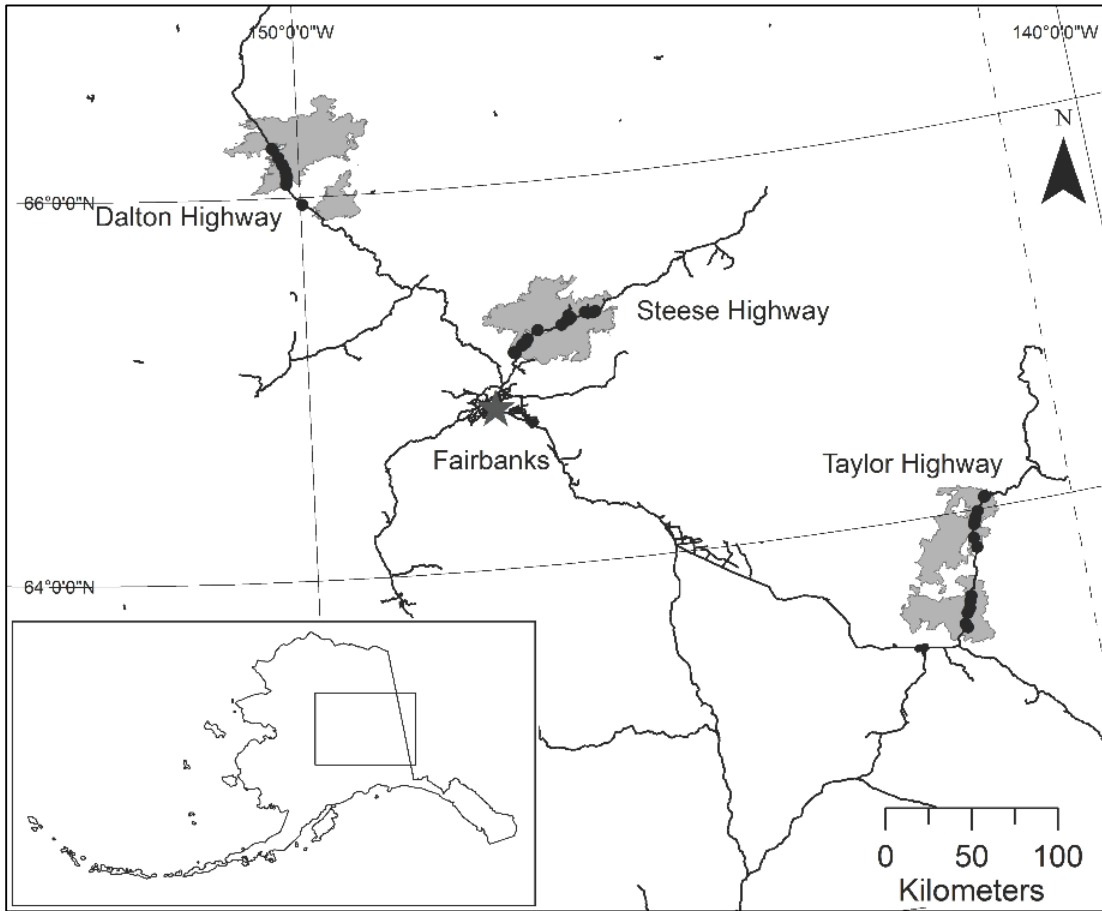 150°0'0"W
140°0'0"W
N
66°0'0"N
Dalton Highway
Steese Highway
Fairbanks
Taylor Highway
64°0'0"N
0 50 100
Kilometers